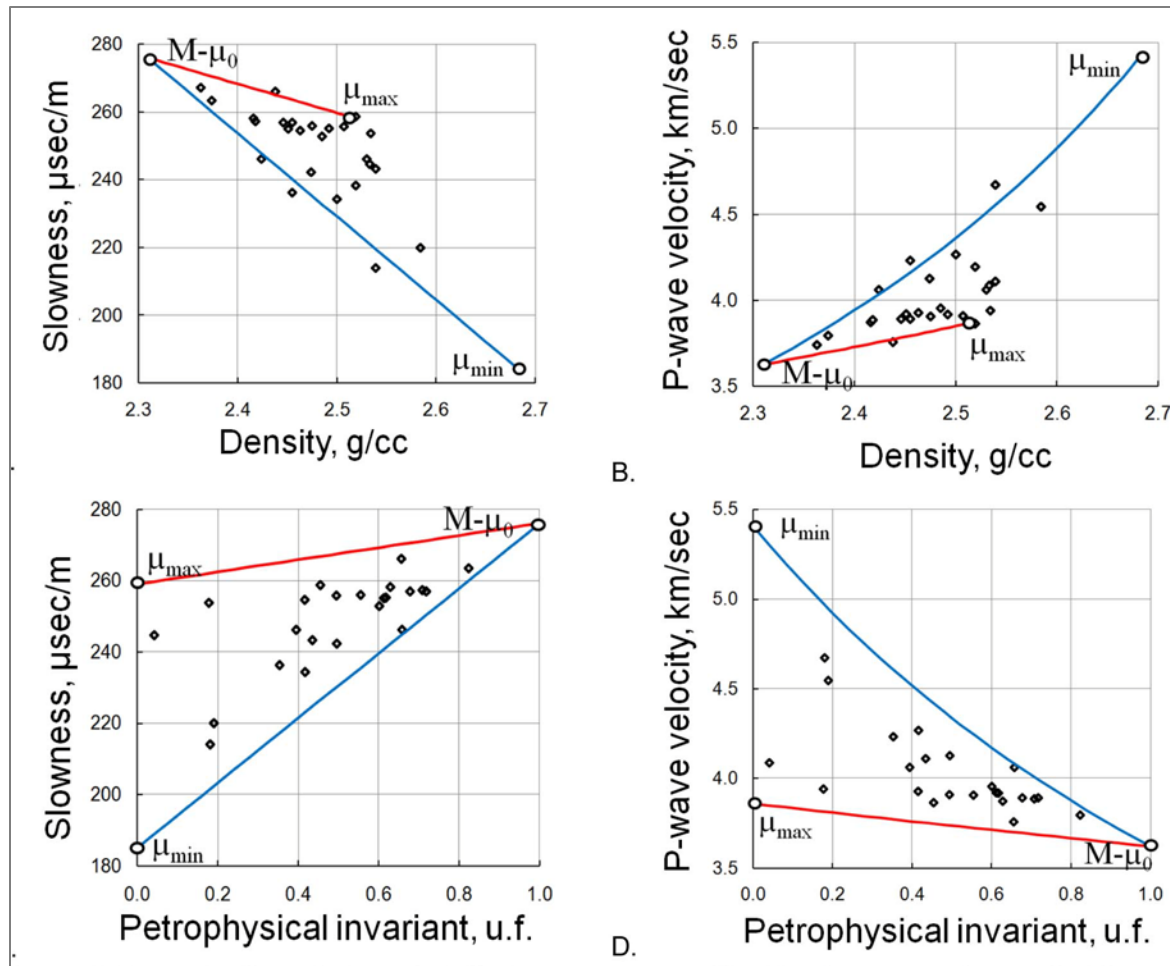 280
260
240
220
200
180
2.3 2.4 2.5 2.6 2.7
Slowness, µsec/m
Density, g/cc
M-μ₀
μmax
μmin
.
5.5
5.0
4.5
4.0
3.5
2.3 2.4 2.5 2.6 2.7
P-wave velocity, km/sec
Density, g/cc
μmin
μmax
M-μ₀
B.
280
260
240
220
200
180
0.0 0.2 0.4 0.6 0.8 1.0
Slowness, µsec/m
Petrophysical invariant, u.f.
M-μ₀
μmax
μmin
.
5.5
5.0
4.5
4.0
3.5
0.0 0.2 0.4 0.6 0.8 1.0
P-wave velocity, km/sec
Petrophysical invariant, u.f.
μmin
μmax
M-μ₀
D.